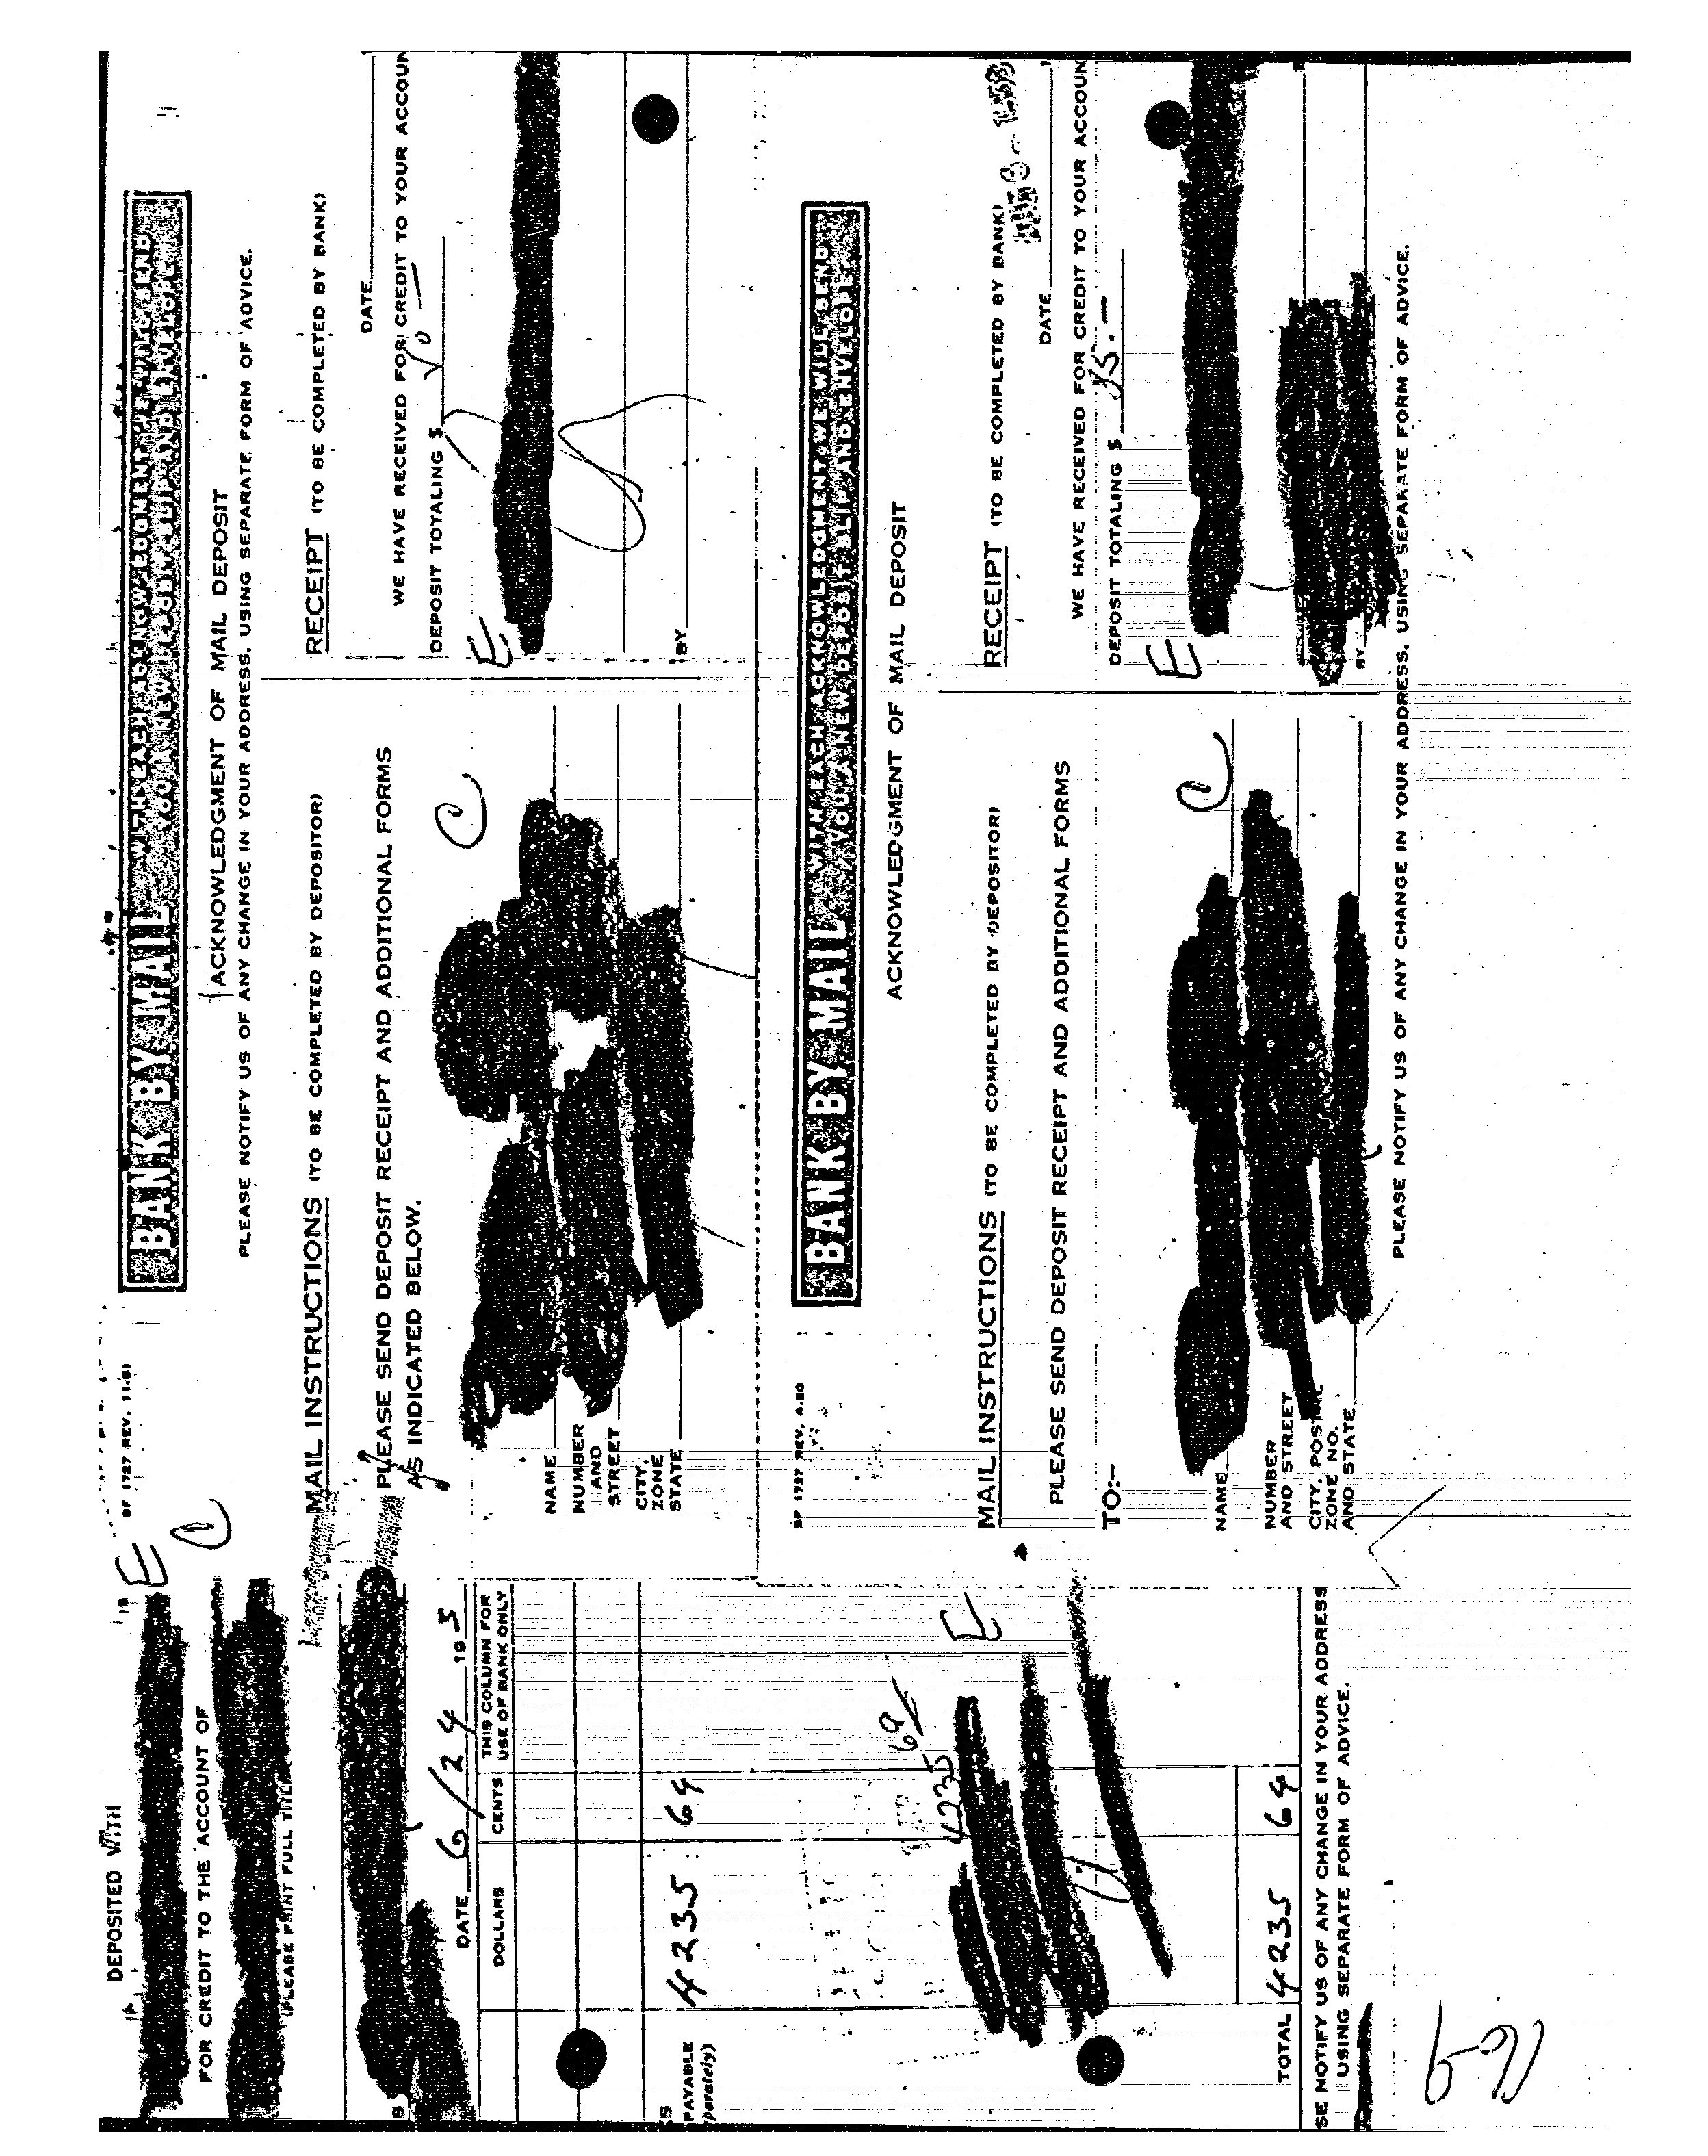 DEPOSITED WITH
E
C
FOR CREDIT TO THE ACCOUNT OF
(PLEASE PRINT FULL TITLE
DATE 6/24 195
DOLLARS CENTS THIS COLUMN FOR USE OF BANK ONLY
PAYABLE
parately)
4235 64
4235
E
TOTAL 4235 64
SE NOTIFY US OF ANY CHANGE IN YOUR ADDRESS
USING SEPARATE FORM OF ADVICE.
BF 1727 REV. 11-51
BANK BY MAIL WITH EACH ACKNOWLEDGMENT WE WILL SEND
YOU A NEW DEPOSIT SLIP AND ENVELOPE
ACKNOWLEDGMENT OF MAIL DEPOSIT
PLEASE NOTIFY US OF ANY CHANGE IN YOUR ADDRESS, USING SEPARATE FORM OF ADVICE.
MAIL INSTRUCTIONS (TO BE COMPLETED BY DEPOSITOR)
PLEASE SEND DEPOSIT RECEIPT AND ADDITIONAL FORMS
AS INDICATED BELOW.
C
NAME
NUMBER
AND
STREET
CITY,
ZONE
STATE
RECEIPT (TO BE COMPLETED BY BANK)
DATE
WE HAVE RECEIVED FOR CREDIT TO YOUR ACCOUN
DEPOSIT TOTALING $
E
BY
BF 1727 REV. 4-50
BANK BY MAIL WITH EACH ACKNOWLEDGMENT WE WILL SEND
YOU A NEW DEPOSIT SLIP AND ENVELOPE
ACKNOWLEDGMENT OF MAIL DEPOSIT
MAIL INSTRUCTIONS (TO BE COMPLETED BY DEPOSITOR)
PLEASE SEND DEPOSIT RECEIPT AND ADDITIONAL FORMS
TO:-
C
NAME
NUMBER
AND STREET
CITY, POSTAL
ZONE NO.
AND STATE
RECEIPT (TO BE COMPLETED BY BANK)
DATE
WE HAVE RECEIVED FOR CREDIT TO YOUR ACCOUN
DEPOSIT TOTALING $
E
BY
PLEASE NOTIFY US OF ANY CHANGE IN YOUR ADDRESS, USING SEPARATE FORM OF ADVICE.